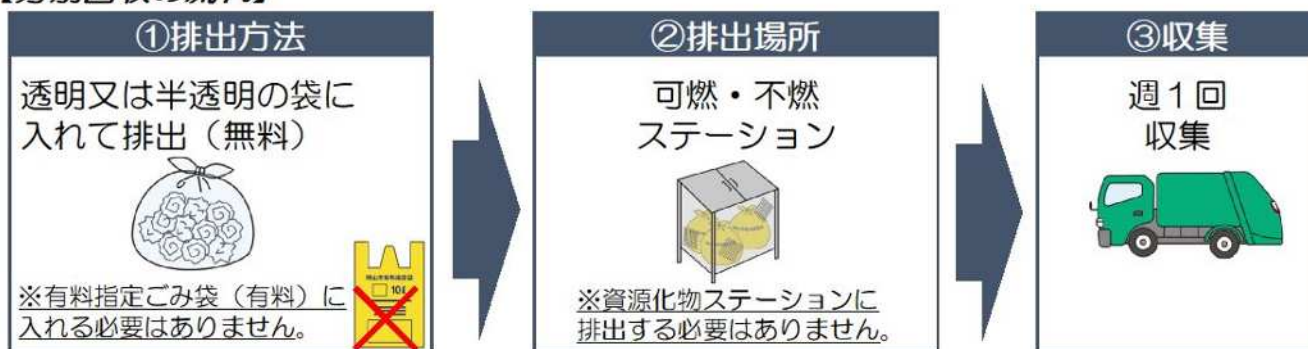 ①排出方法
透明又は半透明の袋に
入れて排出（無料）
※有料指定ごみ袋（有料）に
入れる必要はありません。
②排出場所
可燃・不燃
ステーション
※資源化物ステーションに
排出する必要はありません。
③収集
週１回
収集